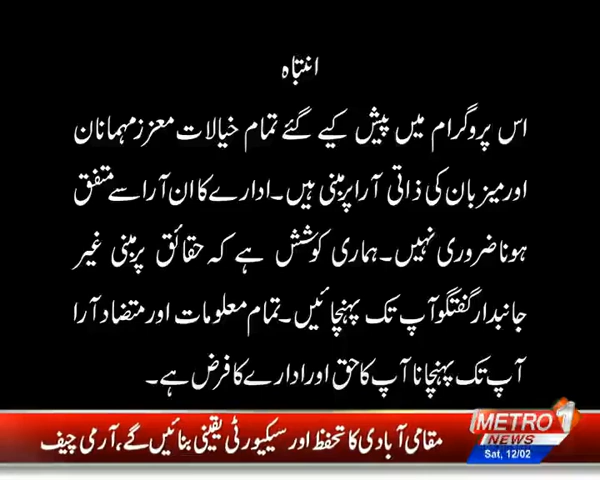 انتباہ
اس پروگرام میں پیش کیے گئے تمام خیالات معزز مہمانان
اور میزبان کی ذاتی آرا پر مبنی ہیں۔ ادارے کا ان آرا سے متفق
ہونا ضروری نہیں۔ ہماری کوشش ہے کہ حقائق پر مبنی غیر
جانبدار گفتگو آپ تک پہنچائیں۔ تمام معلومات اور متضاد آرا
آپ تک پہنچانا آپ کا حق اور ادارے کا فرض ہے۔
مقامی آبادی کا تحفظ اور سیکیورٹی یقینی بنائیں گے، آرمی چیف
METRO 1
NEWS
Sat, 12/02